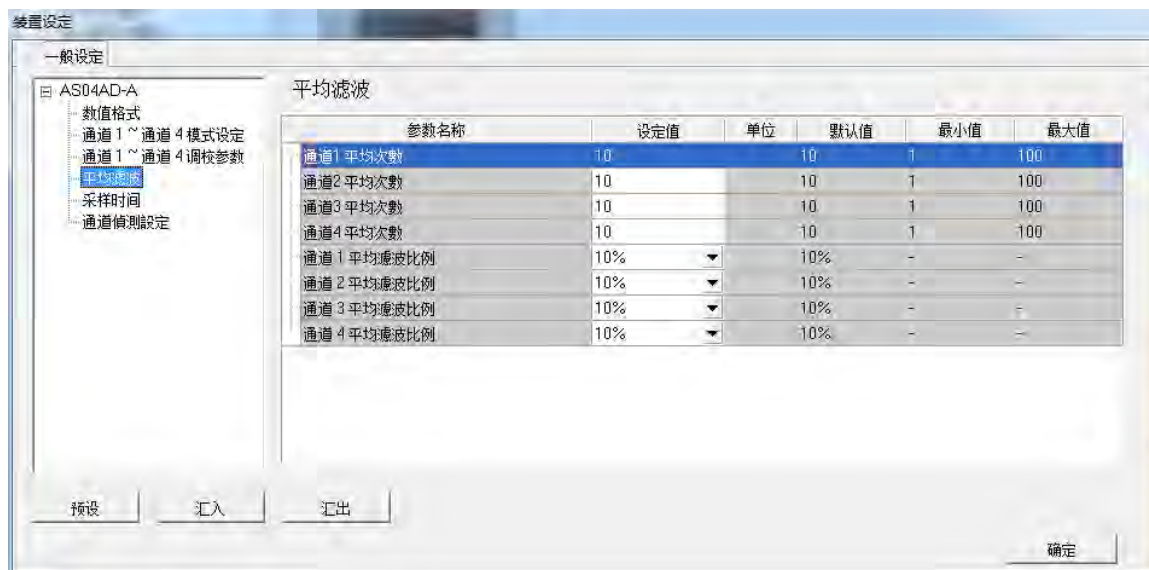 装置设定
一般设定
AS04AD-A
数值格式
通道 1 ~ 通道 4 模式设定
通道 1 ~ 通道 4 调校参数
平均滤波
采样时间
通道偵測設定
平均滤波
参数名称 设定值 单位 默认值 最小值 最大值
通道1 平均次數 10 10 1 100
通道2 平均次數 10 10 1 100
通道3 平均次數 10 10 1 100
通道4 平均次數 10 10 1 100
通道 1 平均濾波比例 10% 10% - -
通道 2 平均濾波比例 10% 10% - -
通道 3 平均濾波比例 10% 10% - -
通道 4 平均濾波比例 10% 10% - -
预设 汇入 汇出
确定